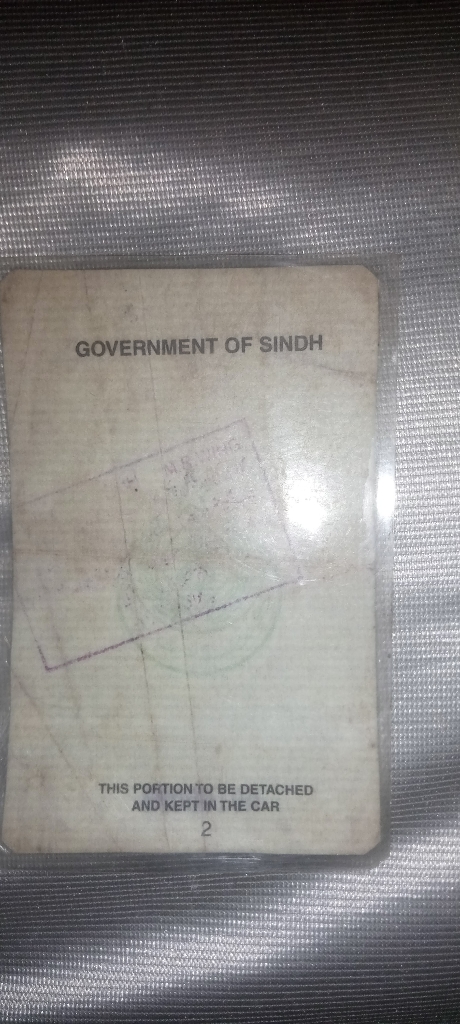 GOVERNMENT OF SINDH
THIS PORTION TO BE DETACHED
AND KEPT IN THE CAR
2